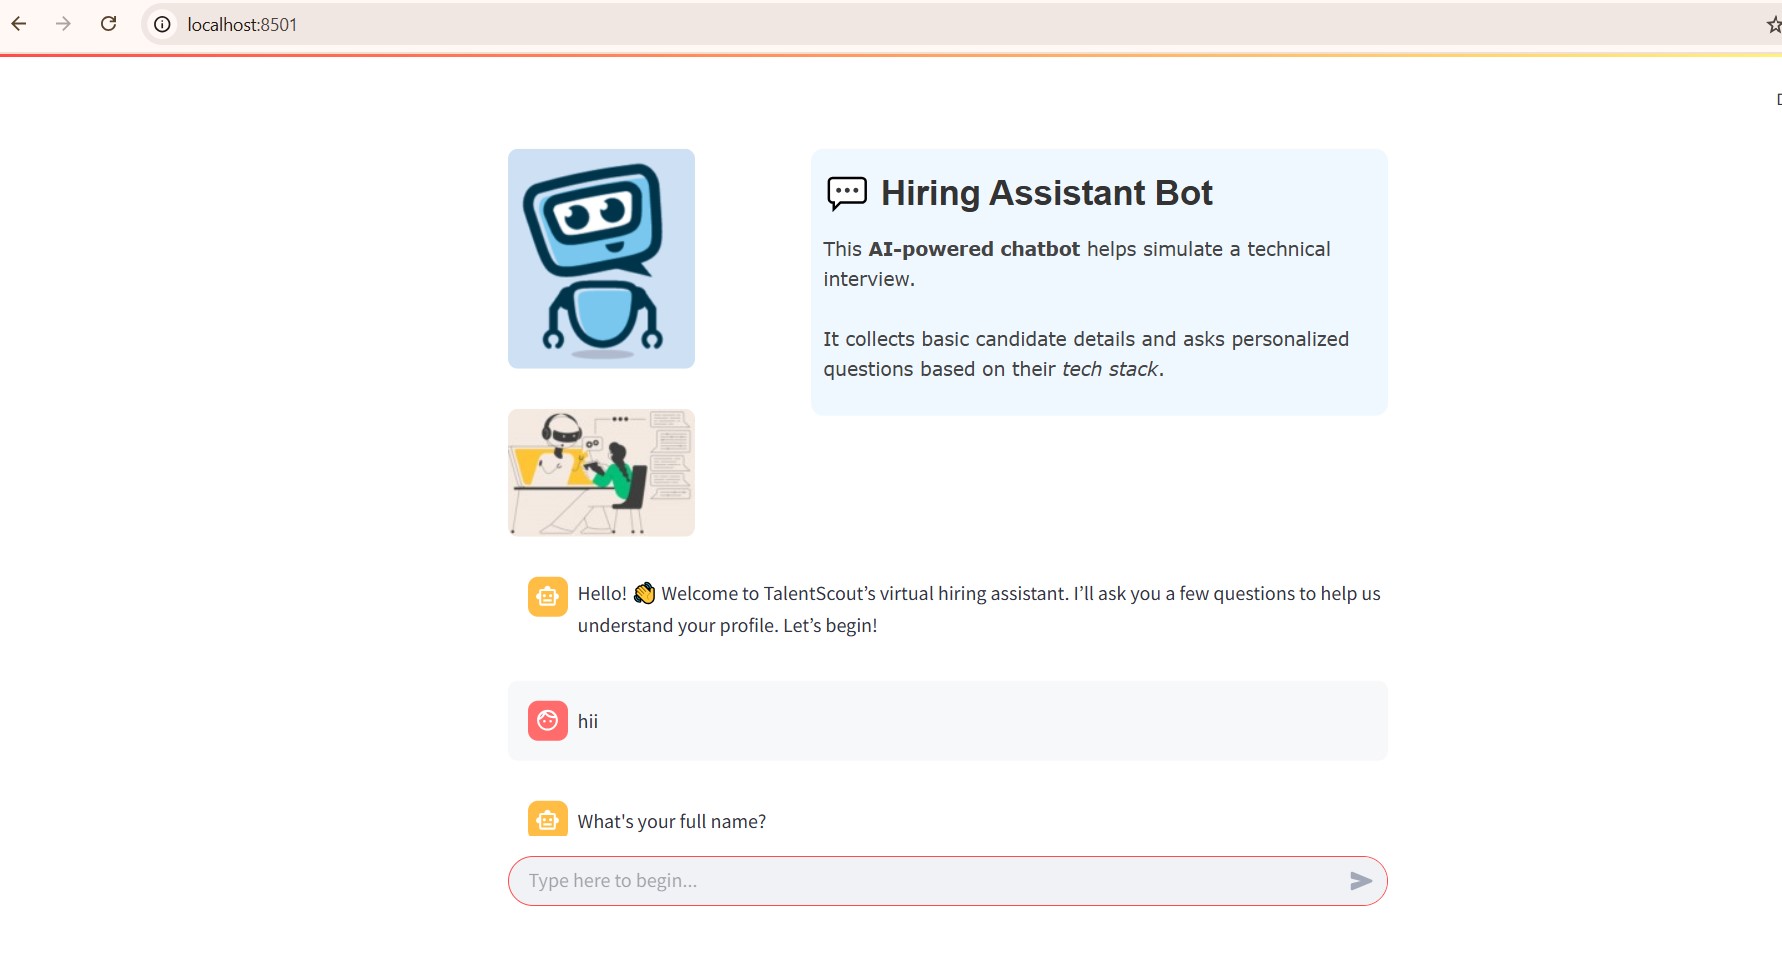 localhost:8501
Hiring Assistant Bot
This AI-powered chatbot helps simulate a technical
interview.
It collects basic candidate details and asks personalized
questions based on their tech stack.
Hello! 👋 Welcome to TalentScout’s virtual hiring assistant. I’ll ask you a few questions to help us
understand your profile. Let’s begin!
hii
What's your full name?
Type here to begin...